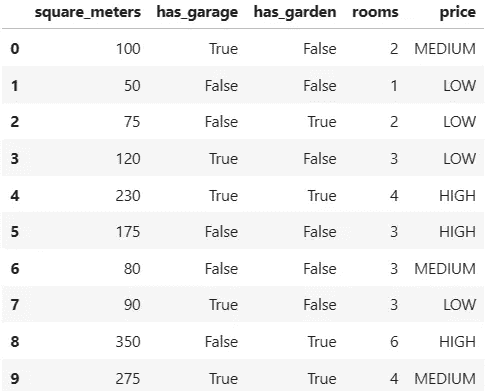 square_meters has_garage has_garden rooms price
0 100 True False 2 MEDIUM
1 50 False False 1 LOW
2 75 False True 2 LOW
3 120 True False 3 LOW
4 230 True True 4 HIGH
5 175 False False 3 HIGH
6 80 False False 3 MEDIUM
7 90 True False 3 LOW
8 350 False True 6 HIGH
9 275 True True 4 MEDIUM